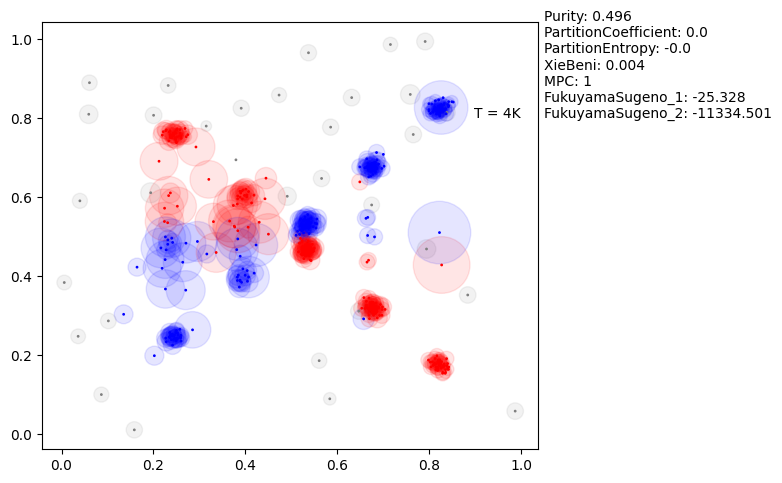 Purity: 0.496
PartitionCoefficient: 0.0
PartitionEntropy: -0.0
XieBeni: 0.004
MPC: 1
FukuyamaSugeno_1: -25.328
FukuyamaSugeno_2: -11334.501
T = 4K
1.0
0.8
0.6
0.4
0.2
0.0
0.0 0.2 0.4 0.6 0.8 1.0